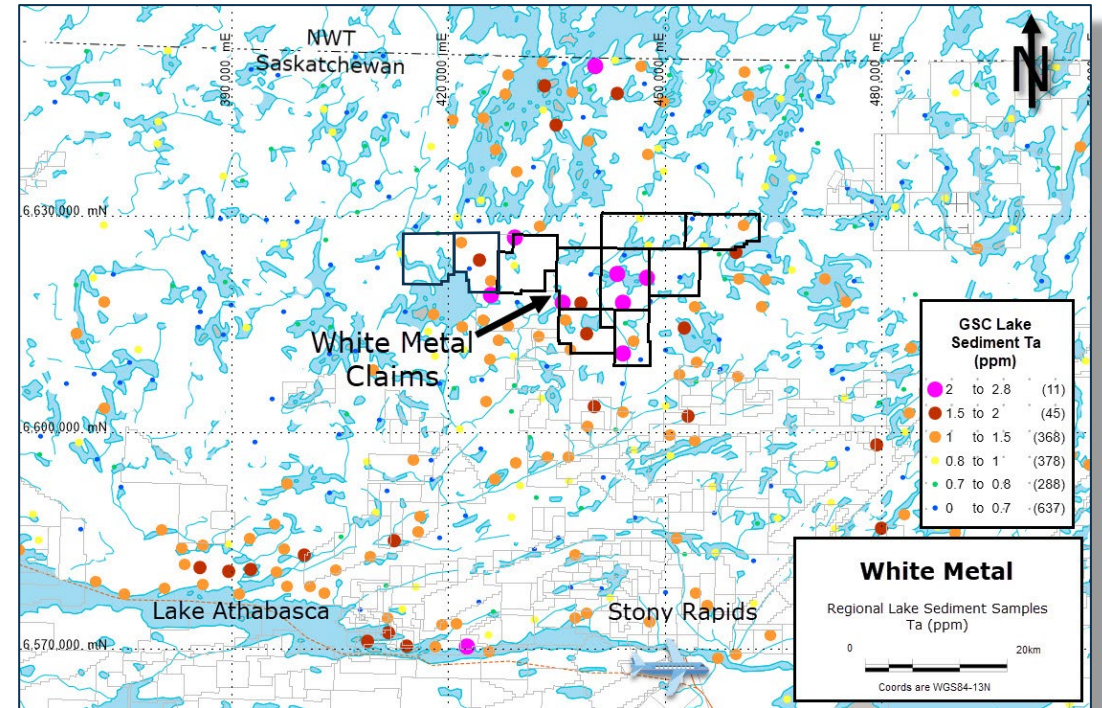 NWT
Saskatchewan
390,000 mE
420,000 mE
450,000 mE
480,000 mE
N
6,630,000 mN
White Metal
Claims
6,600,000 mN
Lake Athabasca
Stony Rapids
6,570,000 mN
GSC Lake
Sediment Ta
(ppm)
2 to 2.8 (11)
1.5 to 2 (45)
1 to 1.5 (368)
0.8 to 1 (378)
0.7 to 0.8 (288)
0 to 0.7 (637)
White Metal
Regional Lake Sediment Samples
Ta (ppm)
0 20km
Coords are WGS84-13N